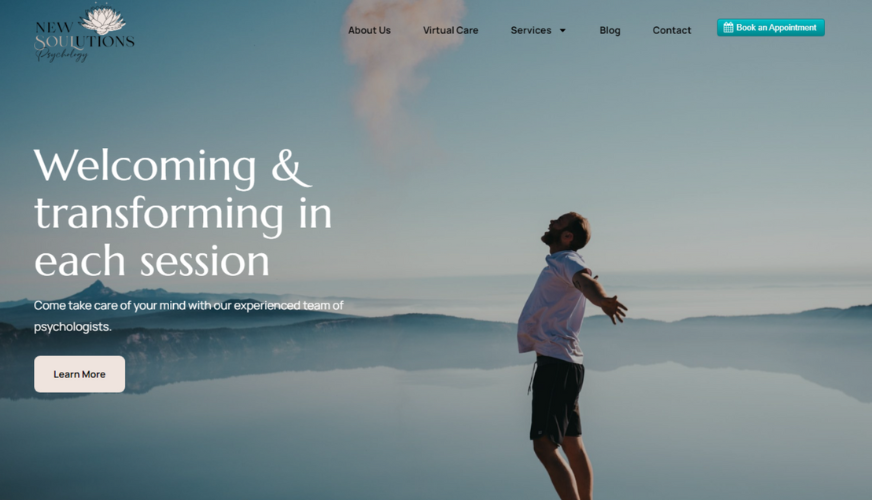 NEW
SOULUTIONS
Psychology
About Us
Virtual Care
Services
Blog
Contact
Book an Appointment
Welcoming &
transforming in
each session
Come take care of your mind with our experienced team of
psychologists.
Learn More